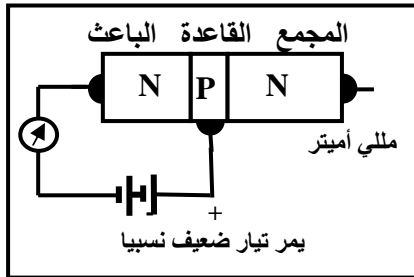 المجمع القاعدة الباعث
N P N
مللي أميتر
+
يمر تيار ضعيف نسبيا